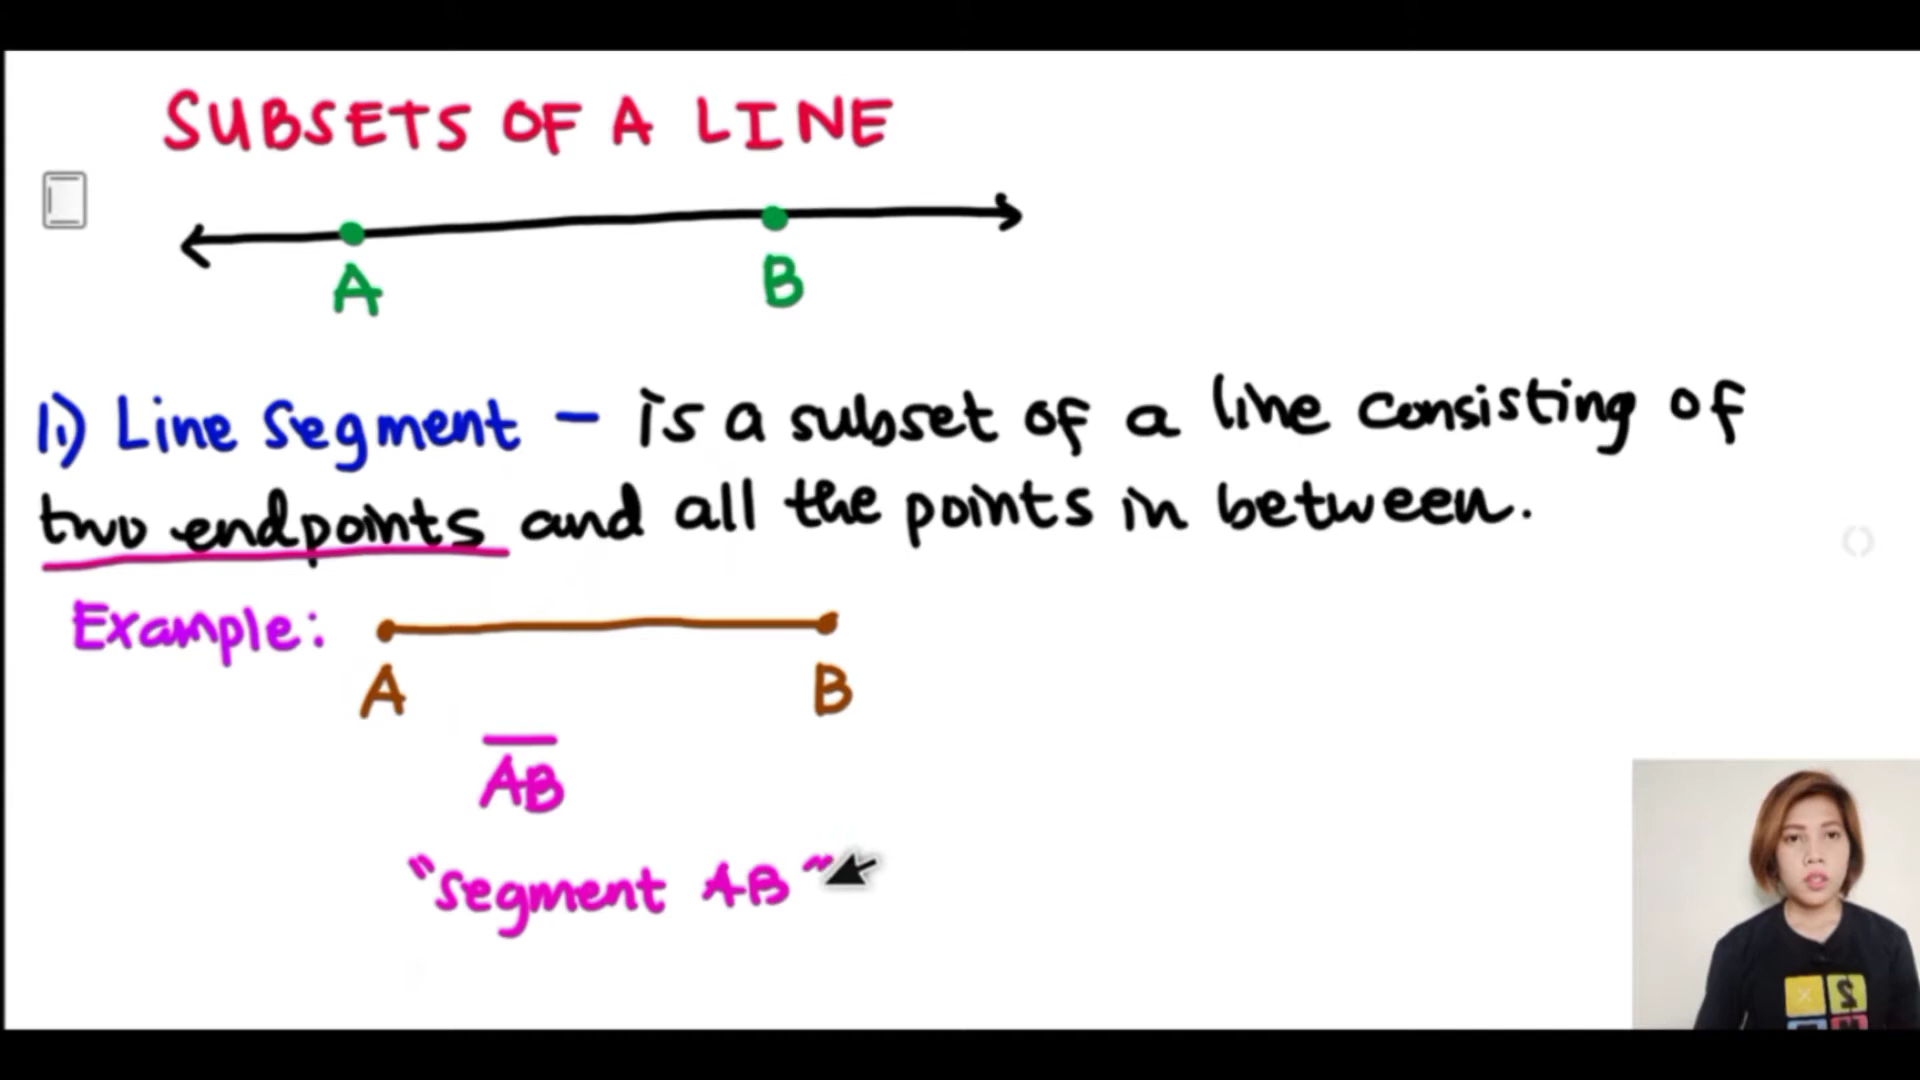 SUBSETS OF A LINE
A B
1.) Line Segment – is a subset of a line consisting of
two endpoints and all the points in between.
Example:
A B
A̅B̅
"segment AB"